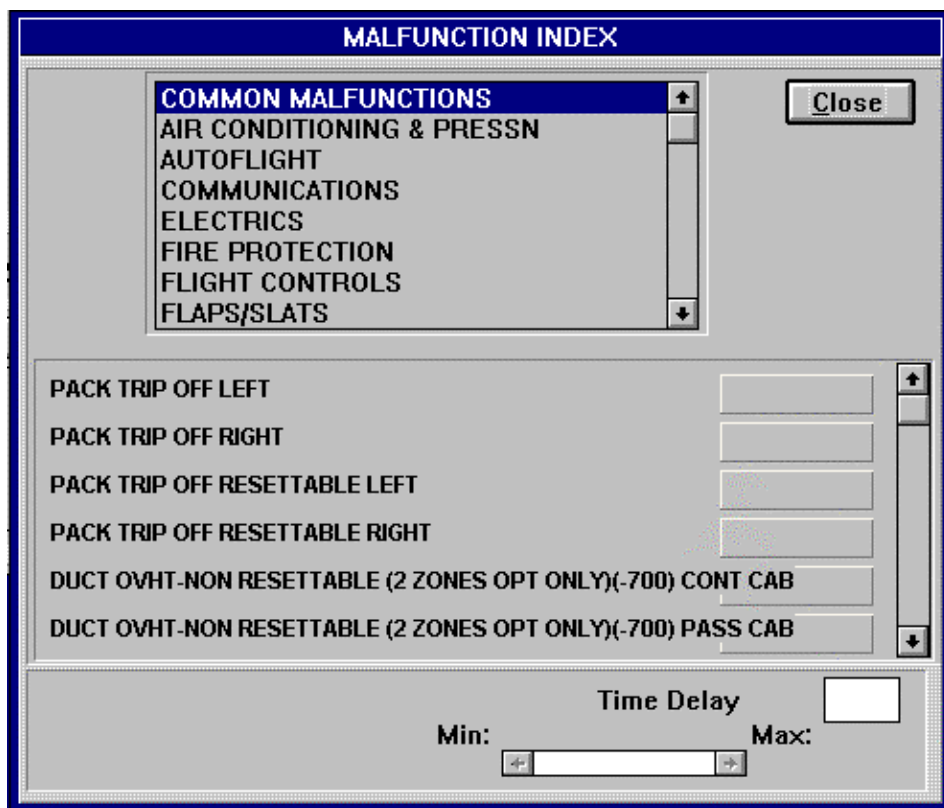 MALFUNCTION INDEX
COMMON MALFUNCTIONS
AIR CONDITIONING & PRESSN
AUTOFLIGHT
COMMUNICATIONS
ELECTRICS
FIRE PROTECTION
FLIGHT CONTROLS
FLAPS/SLATS
Close
PACK TRIP OFF LEFT
PACK TRIP OFF RIGHT
PACK TRIP OFF RESETTABLE LEFT
PACK TRIP OFF RESETTABLE RIGHT
DUCT OVHT-NON RESETTABLE (2 ZONES OPT ONLY)(-700) CONT CAB
DUCT OVHT-NON RESETTABLE (2 ZONES OPT ONLY)(-700) PASS CAB
Time Delay
Min: Max: